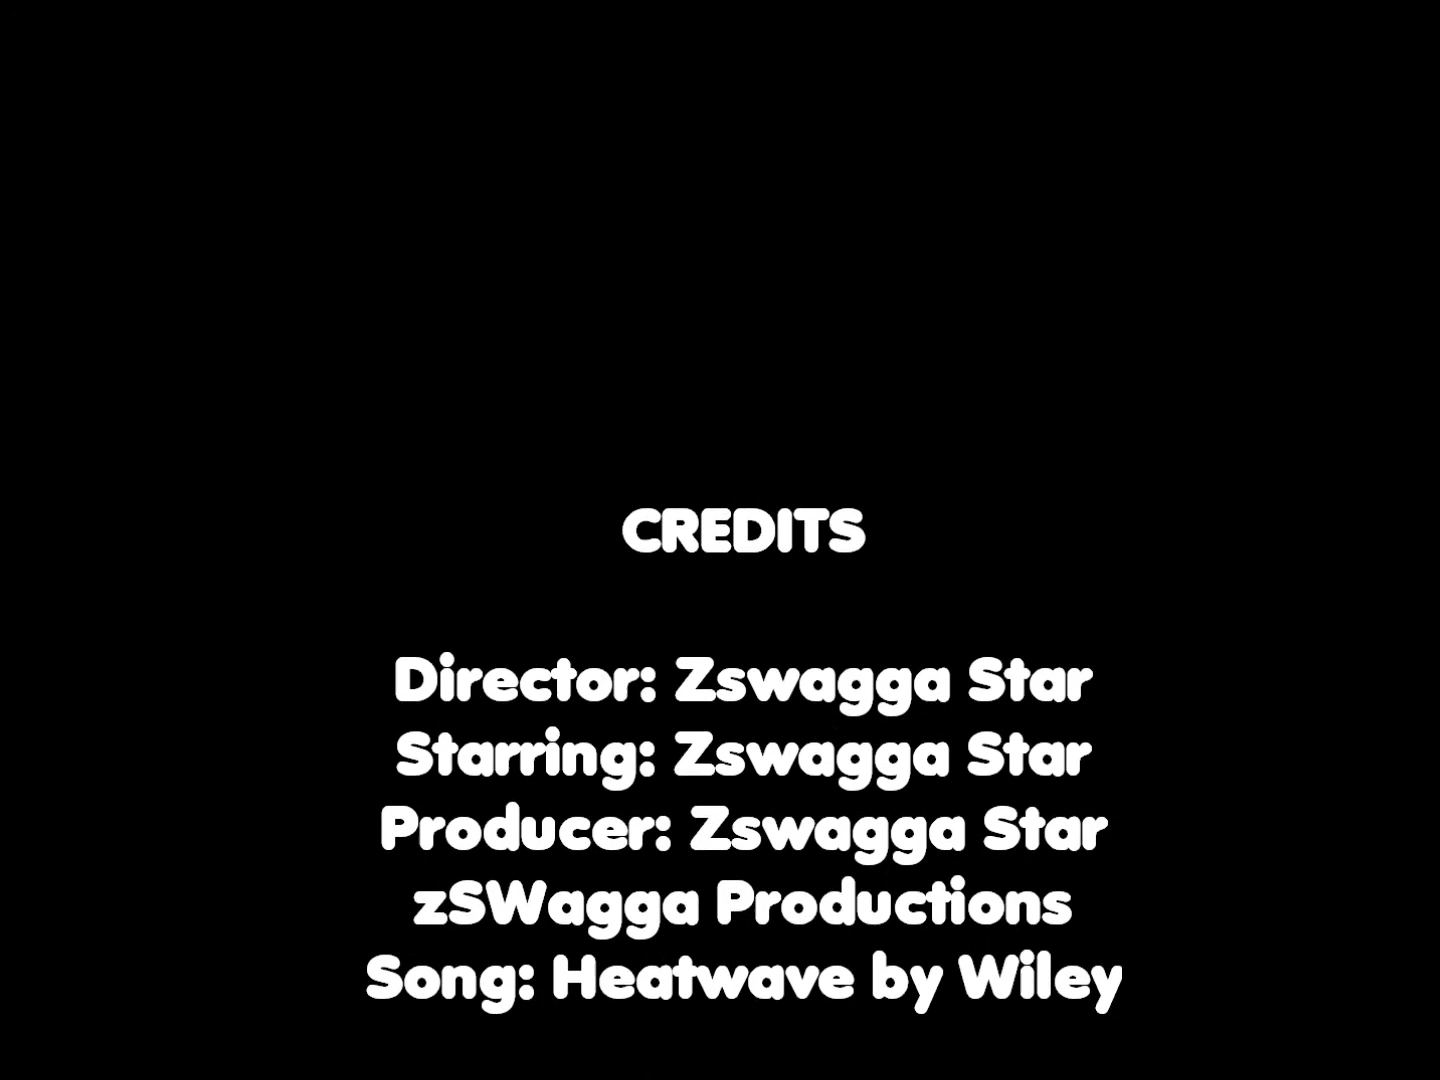 CREDITS
Director: Zswagga Star
Starring: Zswagga Star
Producer: Zswagga Star
zSWagga Productions
Song: Heatwave by Wiley